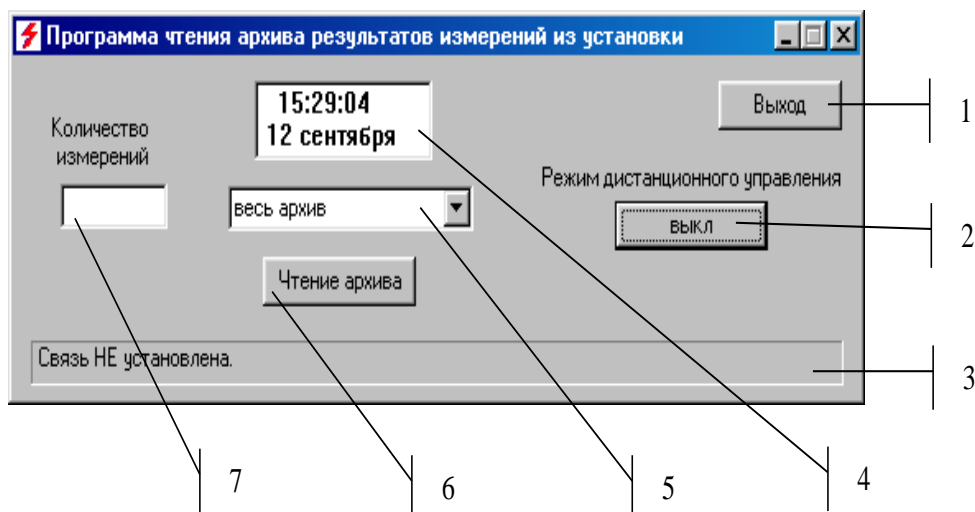 Программа чтения архива результатов измерений из установки
15:29:04
12 сентября
Выход
1
Количество
измерений
Режим дистанционного управления
весь архив
выкл
2
Чтение архива
Связь НЕ установлена.
3
7
6
5
4